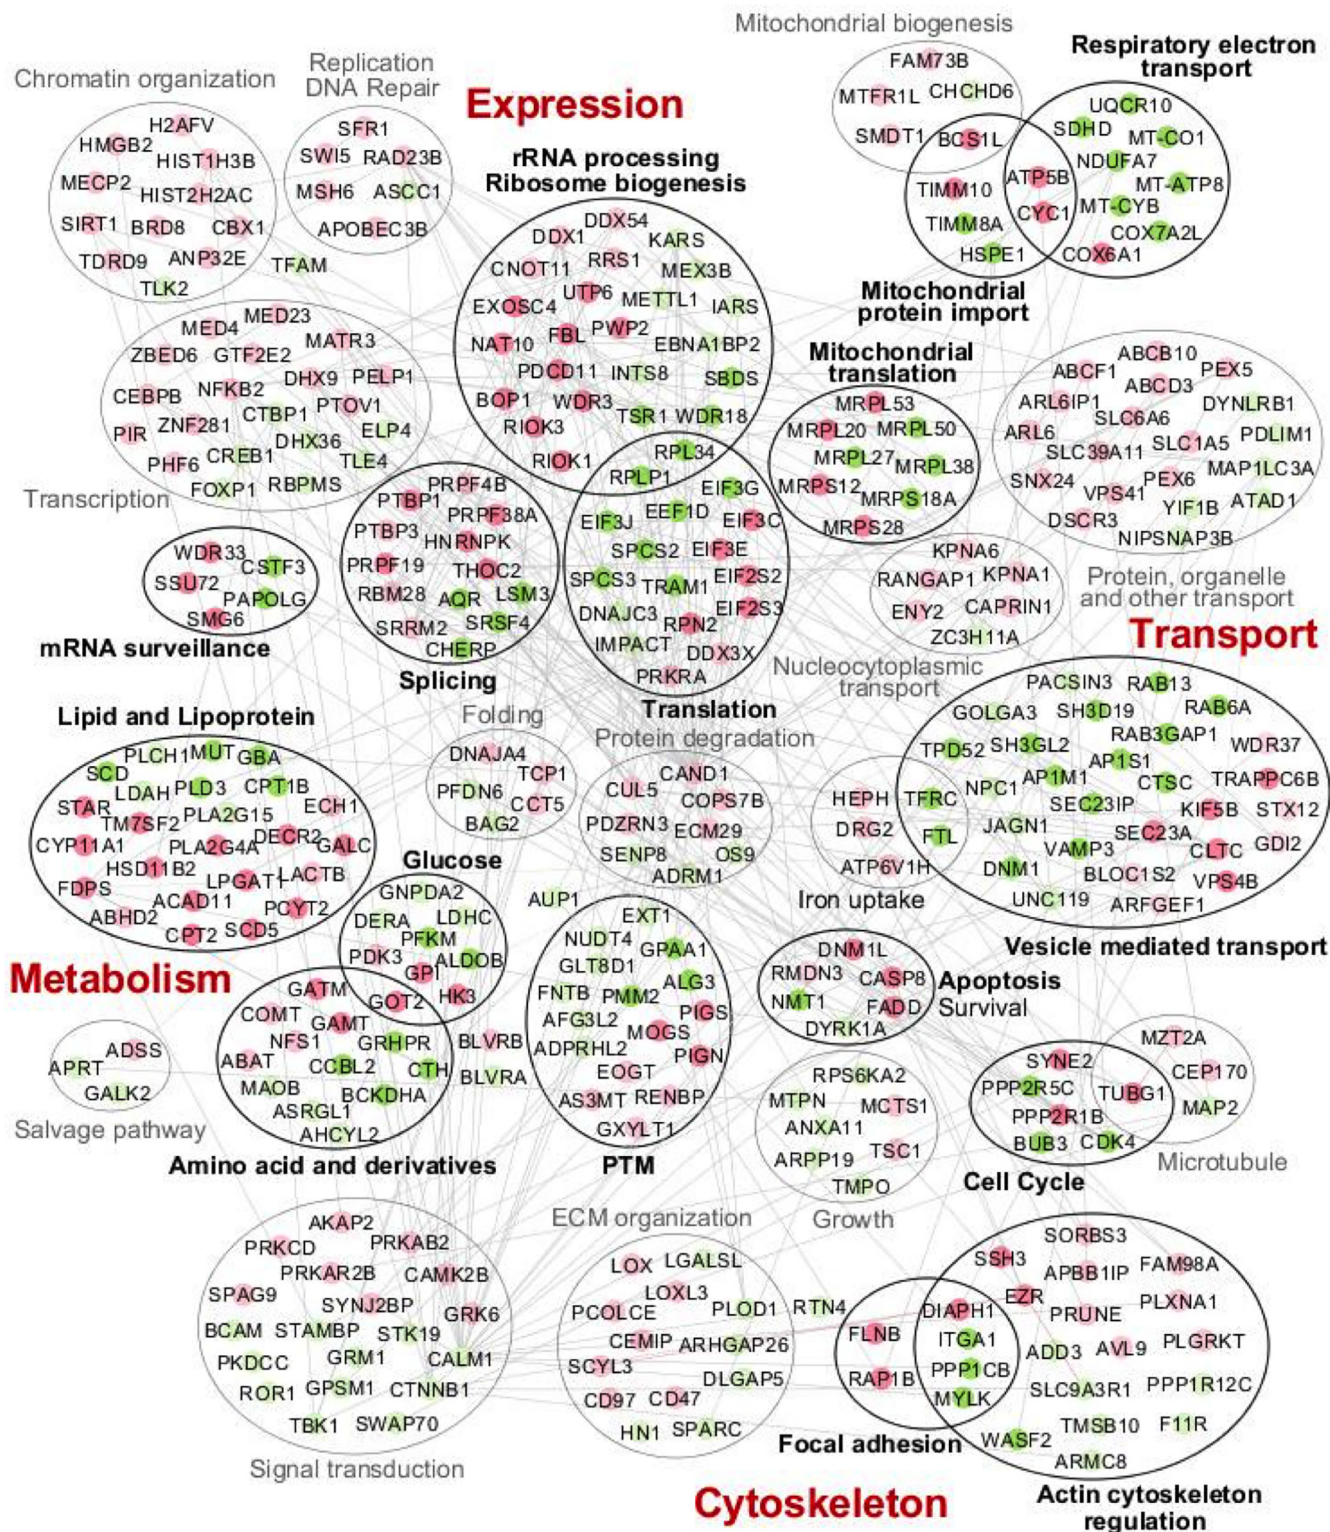 Mitochondrial biogenesis
FAM73B
MTFR1L CHCHD6
SMDT1 BCS1L
Respiratory electron
transport
UQCR10
SDHD MT-CO1
NDUFA7
ATP5B MT-ATP8
CYC1 MT-CYB
COX7A2L
COX6A1
TIMM10
TIMM8A
HSPE1
Mitochondrial
protein import
Chromatin organization
H2AFV
HMGB2
HIST1H3B
MECP2
HIST2H2AC
SIRT1 BRD8 CBX1
TDRD9 ANP32E
TLK2
TFAM
Replication
DNA Repair
SFR1
SWI5 RAD23B
MSH6 ASCC1
APOBEC3B
Expression
rRNA processing
Ribosome biogenesis
DDX54
DDX1 KARS
CNOT11 RRS1 MEX3B
UTP6 METTL1
EXOSC4 IARS
FBL PWP2
NAT10 EBNA1BP2
PDCD11 INTS8
SBDS
BOP1 WDR3
TSR1 WDR18
RIOK3
RIOK1
RPL34
RPLP1
MED23
MED4 MATR3
ZBED6 GTF2E2
DHX9 PELP1
CEBPB NFKB2
CTBP1 PTOV1
PIR ZNF281 ELP4
DHX36
PHF6 CREB1 TLE4
FOXP1 RBPMS
Transcription
Mitochondrial
translation
MRPL53
MRPL20 MRPL50
MRPL27 MRPL38
MRPS12 MRPS18A
MRPS28
ABCB10
ABCF1 PEX5
ABCD3
ARL6IP1 DYNLRB1
SLC6A6
ARL6 SLC1A5 PDLIM1
SLC39A11
MAP1LC3A
SNX24 PEX6
VPS41 ATAD1
YIF1B
DSCR3
NIPSNAP3B
Protein, organelle
and other transport
WDR33
CSTF3
SSU72
PAPOLG
SMG6
mRNA surveillance
PRPF4B
PTBP1
PRPF38A
PTBP3
HNRNPK
PRPF19 THOC2
RBM28 AQR LSM3
SRRM2 SRSF4
CHERP
Splicing
EIF3G
EIF3J EEF1D EIF3C
SPCS2 EIF3E
SPCS3 TRAM1 EIF2S2
DNAJC3 EIF2S3
RPN2
IMPACT DDX3X
PRKRA
Translation
KPNA6
RANGAP1 KPNA1
ENY2 CAPRIN1
ZC3H11A
Nucleocytoplasmic
transport
Transport
PACSIN3 RAB13
GOLGA3 SH3D19 RAB6A
TPD52 SH3GL2 RAB3GAP1 WDR37
AP1S1
NPC1 AP1M1 CTSC TRAPPC6B
SEC23IP KIF5B STX12
JAGN1 SEC23A
VAMP3 CLTC GDI2
DNM1 BLOC1S2 VPS4B
UNC119 ARFGEF1
Vesicle mediated transport
HEPH TFRC
DRG2 FTL
ATP6V1H
Iron uptake
Lipid and Lipoprotein
PLCH1 MUT GBA
SCD
LDAH PLD3 CPT1B
STAR PLA2G15 ECH1
TM7SF2
CYP11A1 PLA2G4A DECR2 GALC
HSD11B2
FDPS LPGAT1 LACTB
ABHD2 ACAD11 PCYT2
CPT2 SCD5
Folding
DNAJA4
TCP1
PFDN6
CCT5
BAG2
Protein degradation
CAND1
CUL5 COPS7B
PDZRN3 ECM29
SENP8 OS9
ADRM1
Glucose
GNPDA2
DERA LDHC
PFKM
PDK3 ALDOB
GPI
GOT2 HK3
AUP1
Metabolism
GATM
COMT GAMT
NFS1 GRHPR
ABAT CCBL2 CTH
MAOB BCKDHA
ASRGL1
AHCYL2
Amino acid and derivatives
BLVRB
BLVRA
ADSS
APRT
GALK2
Salvage pathway
EXT1
NUDT4 GPAA1
GLT8D1
ALG3
FNTB PMM2
PIGS
AFG3L2 MOGS
ADPRHL2 PIGN
EOGT
AS3MT RENBP
GXYLT1
PTM
DNM1L
RMDN3 CASP8
NMT1 FADD
DYRK1A
Apoptosis
Survival
RPS6KA2
MTPN MCTS1
ANXA11
TSC1
ARPP19
TMPO
Growth
SYNE2
PPP2R5C TUBG1
PPP2R1B
BUB3 CDK4
Cell Cycle
MZT2A
CEP170
MAP2
Microtubule
AKAP2
PRKCD PRKAB2
PRKAR2B CAMK2B
SPAG9 SYNJ2BP
GRK6
BCAM STAMBP STK19
PKDCC GRM1 CALM1
ROR1 GPSM1 CTNNB1
TBK1 SWAP70
Signal transduction
ECM organization
LOX LGALSL
LOXL3
PCOLCE PLOD1
CEMIP ARHGAP26
SCYL3
DLGAP5
CD97 CD47
HN1 SPARC
RTN4
FLNB
RAP1B
DIAPH1
ITGA1
PPP1CB
MYLK
Focal adhesion
SORBS3
SSH3 FAM98A
APBB1IP
EZR PLXNA1
PRUNE
PLGRKT
ADD3 AVL9
SLC9A3R1 PPP1R12C
TMSB10 F11R
WASF2
ARMC8
Actin cytoskeleton
regulation
Cytoskeleton